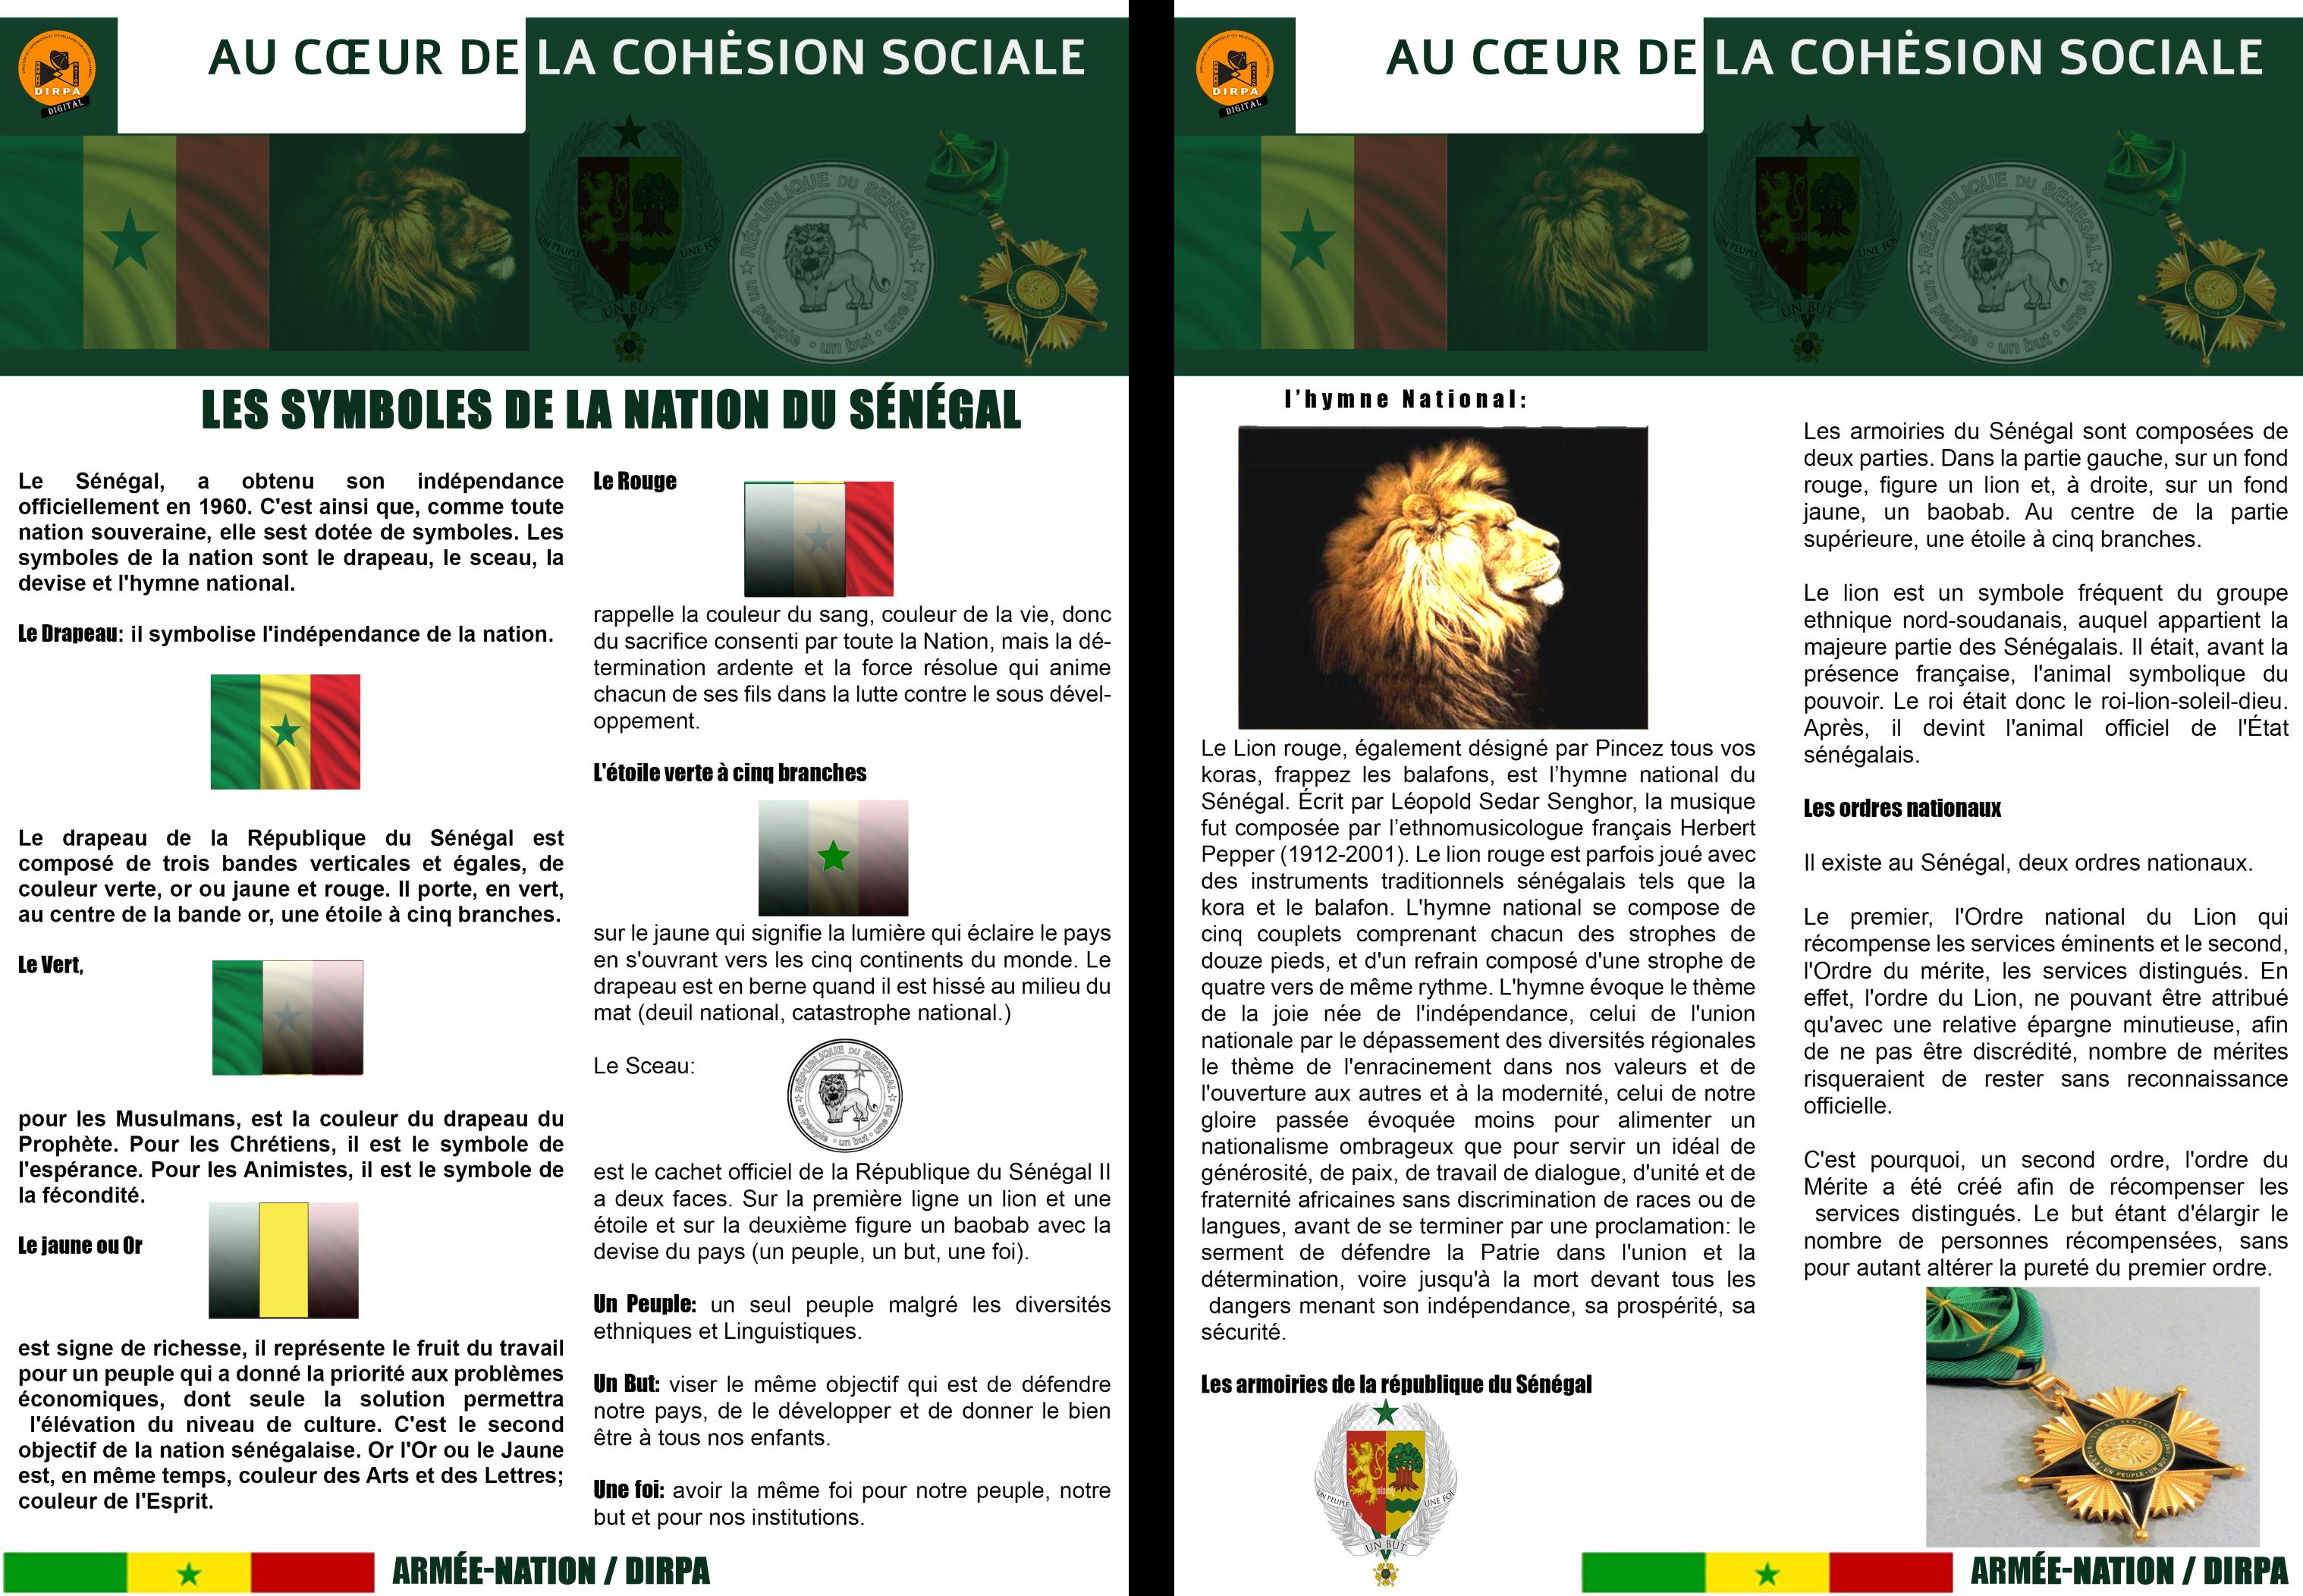 DIRPA
DIGITAL
AU CŒUR DE LA COHĖSION SOCIALE
RÉPUBLIQUE DU SENEGAL
un peuple • un but • une foi
UN PEUPLE
UNE FOI
UN BUT
LES SYMBOLES DE LA NATION DU SÉNÉGAL
Le Sénégal, a obtenu son indépendance
officiellement en 1960. C'est ainsi que, comme toute
nation souveraine, elle sest dotée de symboles. Les
symboles de la nation sont le drapeau, le sceau, la
devise et l'hymne national.
Le Drapeau: il symbolise l'indépendance de la nation.
Le drapeau de la République du Sénégal est
composé de trois bandes verticales et égales, de
couleur verte, or ou jaune et rouge. Il porte, en vert,
au centre de la bande or, une étoile à cinq branches.
Le Vert,
pour les Musulmans, est la couleur du drapeau du
Prophète. Pour les Chrétiens, il est le symbole de
l'espérance. Pour les Animistes, il est le symbole de
la fécondité.
Le jaune ou Or
est signe de richesse, il représente le fruit du travail
pour un peuple qui a donné la priorité aux problèmes
économiques, dont seule la solution permettra
l'élévation du niveau de culture. C'est le second
objectif de la nation sénégalaise. Or l'Or ou le Jaune
est, en même temps, couleur des Arts et des Lettres;
couleur de l'Esprit.
Le Rouge
rappelle la couleur du sang, couleur de la vie, donc
du sacrifice consenti par toute la Nation, mais la dé-
termination ardente et la force résolue qui anime
chacun de ses fils dans la lutte contre le sous dével-
oppement.
L'étoile verte à cinq branches
sur le jaune qui signifie la lumière qui éclaire le pays
en s'ouvrant vers les cinq continents du monde. Le
drapeau est en berne quand il est hissé au milieu du
mat (deuil national, catastrophe national.)
Le Sceau:
RÉPUBLIQUE DU SENEGAL
un peuple • un but • une foi
est le cachet officiel de la République du Sénégal II
a deux faces. Sur la première ligne un lion et une
étoile et sur la deuxième figure un baobab avec la
devise du pays (un peuple, un but, une foi).
Un Peuple: un seul peuple malgré les diversités
ethniques et Linguistiques.
Un But: viser le même objectif qui est de défendre
notre pays, de le développer et de donner le bien
être à tous nos enfants.
Une foi: avoir la même foi pour notre peuple, notre
but et pour nos institutions.
ARMÉE-NATION / DIRPA
DIRPA
DIGITAL
AU CŒUR DE LA COHĖSION SOCIALE
RÉPUBLIQUE DU SENEGAL
un peuple • un but • une foi
UN PEUPLE
UNE FOI
UN BUT
l’hymne National:
Le Lion rouge, également désigné par Pincez tous vos
koras, frappez les balafons, est l’hymne national du
Sénégal. Écrit par Léopold Sedar Senghor, la musique
fut composée par l’ethnomusicologue français Herbert
Pepper (1912-2001). Le lion rouge est parfois joué avec
des instruments traditionnels sénégalais tels que la
kora et le balafon. L'hymne national se compose de
cinq couplets comprenant chacun des strophes de
douze pieds, et d'un refrain composé d'une strophe de
quatre vers de même rythme. L'hymne évoque le thème
de la joie née de l'indépendance, celui de l'union
nationale par le dépassement des diversités régionales
le thème de l'enracinement dans nos valeurs et de
l'ouverture aux autres et à la modernité, celui de notre
gloire passée évoquée moins pour alimenter un
nationalisme ombrageux que pour servir un idéal de
générosité, de paix, de travail de dialogue, d'unité et de
fraternité africaines sans discrimination de races ou de
langues, avant de se terminer par une proclamation: le
serment de défendre la Patrie dans l'union et la
détermination, voire jusqu'à la mort devant tous les
dangers menant son indépendance, sa prospérité, sa
sécurité.
Les armoiries de la république du Sénégal
UN PEUPLE
UNE FOI
UN BUT
Les armoiries du Sénégal sont composées de
deux parties. Dans la partie gauche, sur un fond
rouge, figure un lion et, à droite, sur un fond
jaune, un baobab. Au centre de la partie
supérieure, une étoile à cinq branches.
Le lion est un symbole fréquent du groupe
ethnique nord-soudanais, auquel appartient la
majeure partie des Sénégalais. Il était, avant la
présence française, l'animal symbolique du
pouvoir. Le roi était donc le roi-lion-soleil-dieu.
Après, il devint l'animal officiel de l'État
sénégalais.
Les ordres nationaux
Il existe au Sénégal, deux ordres nationaux.
Le premier, l'Ordre national du Lion qui
récompense les services éminents et le second,
l'Ordre du mérite, les services distingués. En
effet, l'ordre du Lion, ne pouvant être attribué
qu'avec une relative épargne minutieuse, afin
de ne pas être discrédité, nombre de mérites
risqueraient de rester sans reconnaissance
officielle.
C'est pourquoi, un second ordre, l'ordre du
Mérite a été créé afin de récompenser les
services distingués. Le but étant d'élargir le
nombre de personnes récompensées, sans
pour autant altérer la pureté du premier ordre.
ARMÉE-NATION / DIRPA